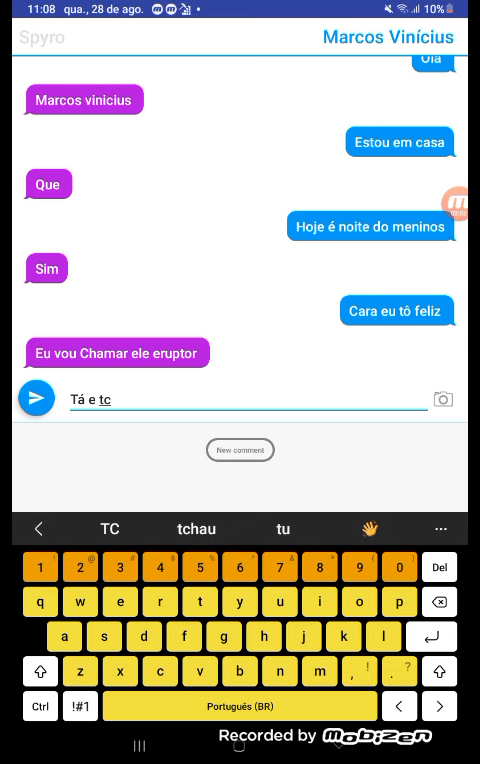 11:08 qua., 28 de ago. 10%
Spyro Marcos Vinícius
Olá
Marcos vinicius
Estou em casa
Que
Hoje é noite do meninos
02:02
Sim
Cara eu tô feliz
Eu vou Chamar ele eruptor
Tá e tc
New comment
TC tchau tu 👋 ...
! @ # $ % ^ & * ( )
1 2 3 4 5 6 7 8 9 0 Del
q w e r t y u i o p
a s d f g h j k l
z x c v b n m , ! . ?
Ctrl !#1 Português (BR) < >
Recorded by mobizen